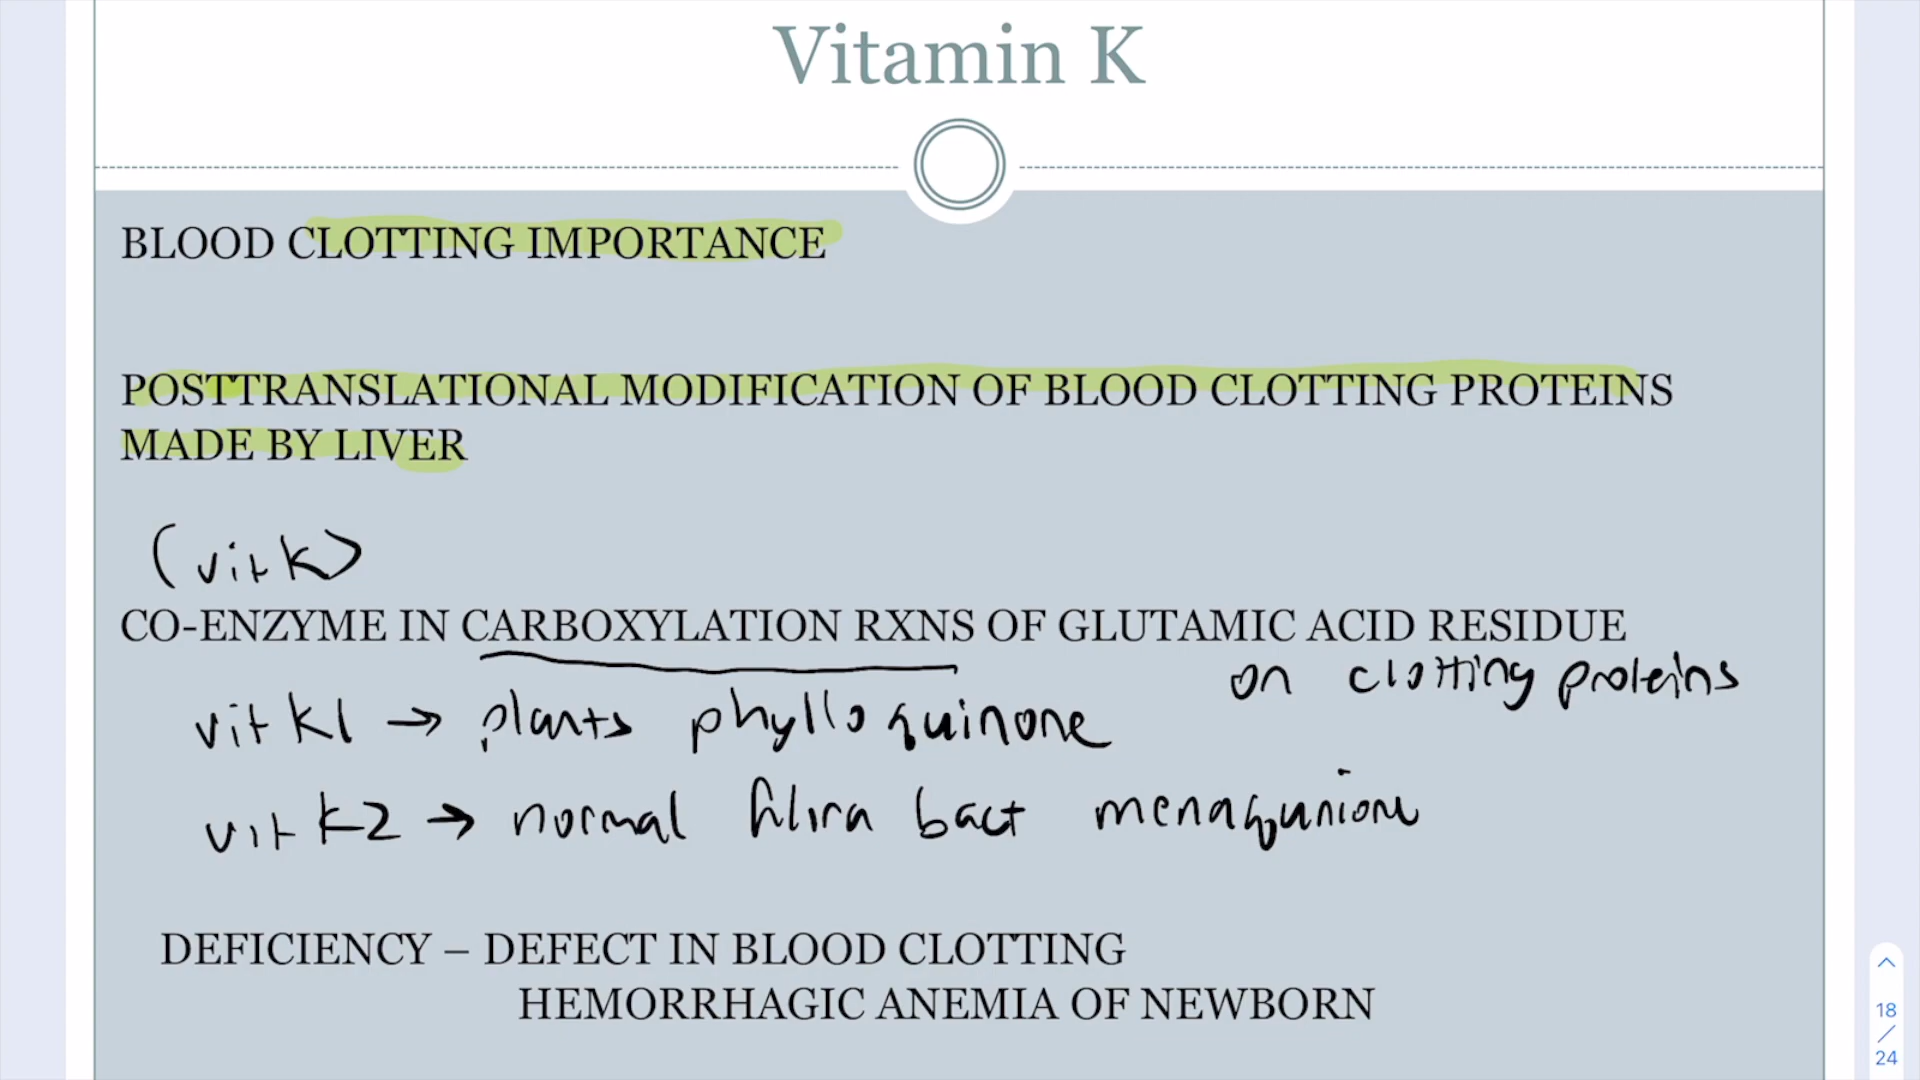 Vitamin K
BLOOD CLOTTING IMPORTANCE
POSTTRANSLATIONAL MODIFICATION OF BLOOD CLOTTING PROTEINS
MADE BY LIVER
(vit k)
CO-ENZYME IN CARBOXYLATION RXNS OF GLUTAMIC ACID RESIDUE
on clotting proteins
vit K1 → plants phylloquinone
vit K2 → normal bact
DEFICIENCY – DEFECT IN BLOOD CLOTTING
HEMORRHAGIC ANEMIA OF NEWBORN
18
/
24